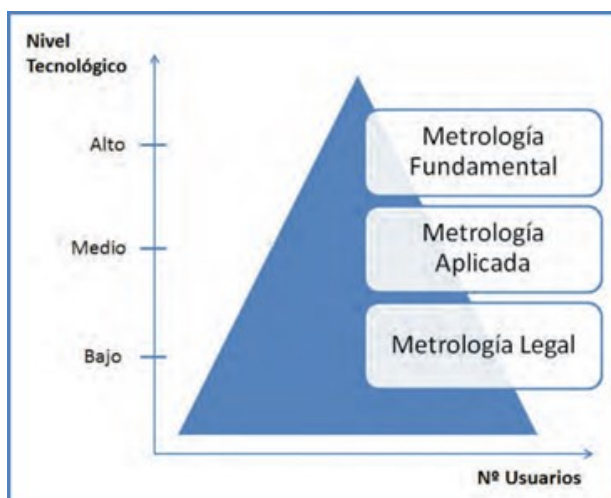 Nivel
Tecnológico
Alto
Metrología
Fundamental
Medio
Metrología
Aplicada
Bajo
Metrología Legal
Nº Usuarios